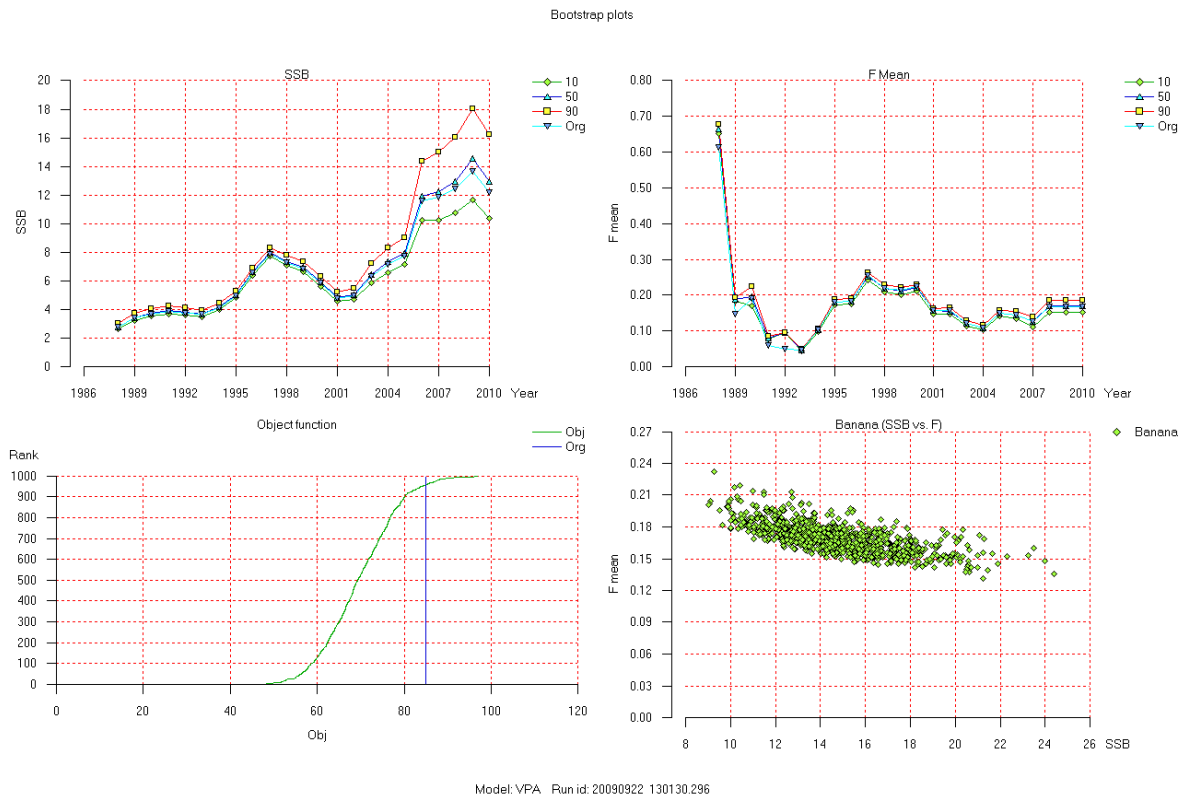 Bootstrap plots
SSB
20
18
16
14
12
10
8
6
4
2
0
SSB
1986 1989 1992 1995 1998 2001 2004 2007 2010 Year
10
50
90
Org
F Mean
0.80
0.70
0.60
0.50
0.40
0.30
0.20
0.10
0.00
F mean
1986 1989 1992 1995 1998 2001 2004 2007 2010 Year
10
50
90
Org
Object function
Rank
1000
900
800
700
600
500
400
300
200
100
0
0 20 40 60 80 100 120
Obj
Obj
Org
Banana (SSB vs. F)
0.27
0.24
0.21
0.18
0.15
0.12
0.09
0.06
0.03
0.00
F mean
8 10 12 14 16 18 20 22 24 26 SSB
Banana
Model: VPA Run id: 20090922 130130.296